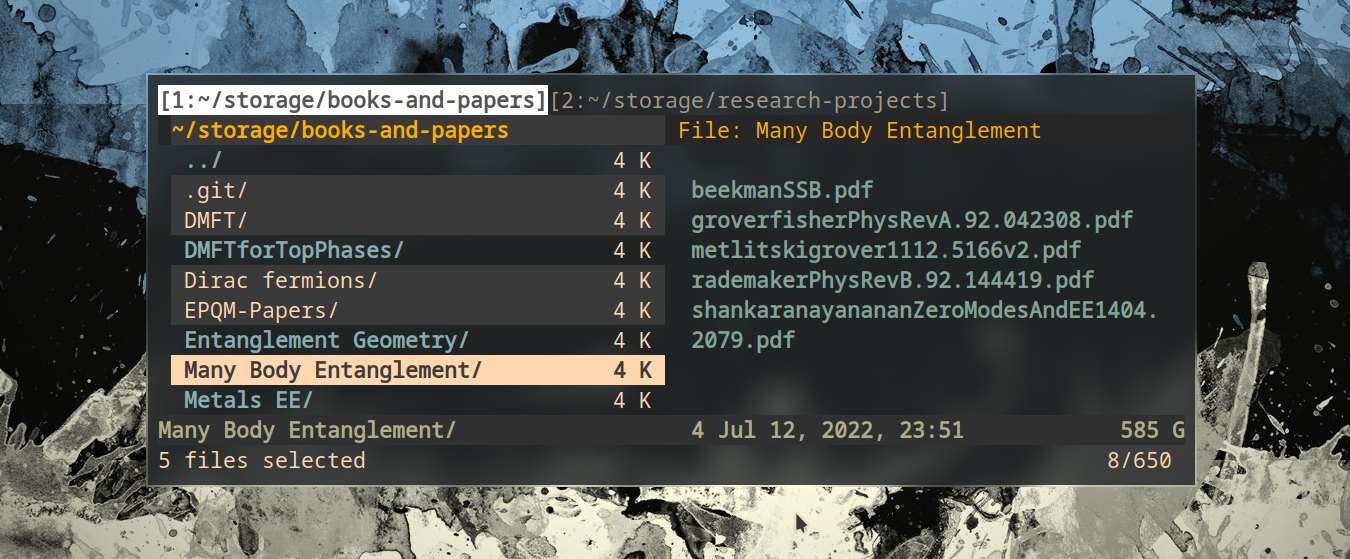 [1:~/storage/books-and-papers][2:~/storage/research-projects]
~/storage/books-and-papers File: Many Body Entanglement
../ 4 K
.git/ 4 K beekmanSSB.pdf
DMFT/ 4 K groverfisherPhysRevA.92.042308.pdf
DMFTforTopPhases/ 4 K metlitskigrover1112.5166v2.pdf
Dirac fermions/ 4 K rademakerPhysRevB.92.144419.pdf
EPQM-Papers/ 4 K shankaranayanananZeroModesAndEE1404.
Entanglement Geometry/ 4 K 2079.pdf
Many Body Entanglement/ 4 K
Metals EE/ 4 K
Many Body Entanglement/ 4 Jul 12, 2022, 23:51 585 G
5 files selected 8/650